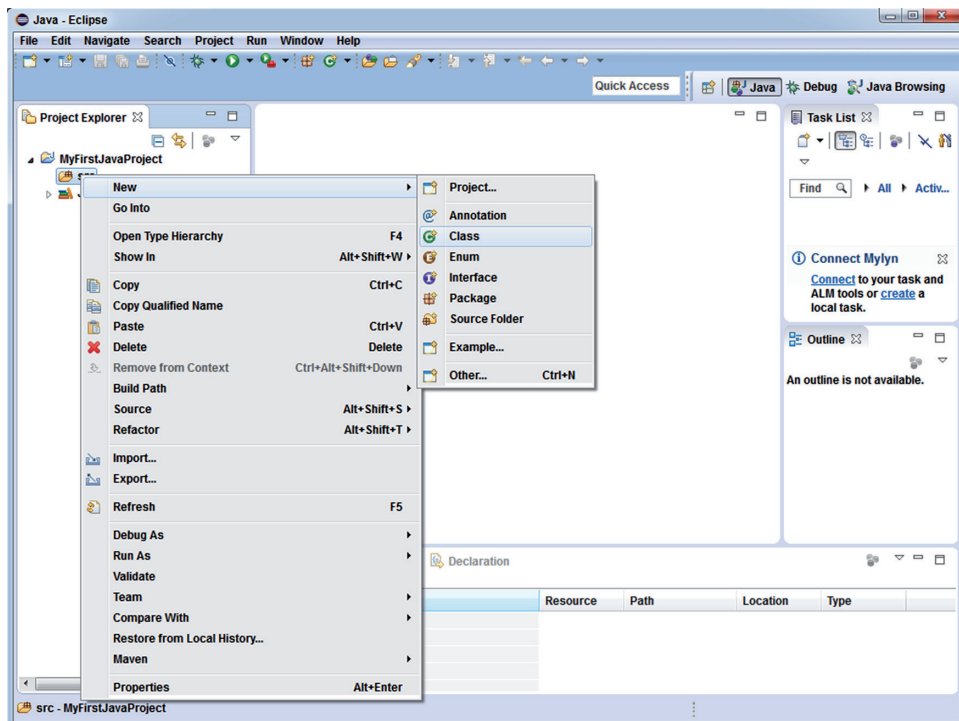 Java - Eclipse
File Edit Navigate Search Project Run Window Help
Quick Access
Java Debug Java Browsing
Project Explorer
MyFirstJavaProject
New
Go Into
Open Type Hierarchy F4
Show In Alt+Shift+W
Copy Ctrl+C
Copy Qualified Name
Paste Ctrl+V
Delete Delete
Remove from Context Ctrl+Alt+Shift+Down
Build Path
Source Alt+Shift+S
Refactor Alt+Shift+T
Import...
Export...
Refresh F5
Debug As
Run As
Validate
Team
Compare With
Restore from Local History...
Maven
Properties Alt+Enter
Project...
Annotation
Class
Enum
Interface
Package
Source Folder
Example...
Other... Ctrl+N
Task List
Find All Activ...
Connect Mylyn
Connect to your task and
ALM tools or create a
local task.
Outline
An outline is not available.
Declaration
Resource Path Location Type
src - MyFirstJavaProject